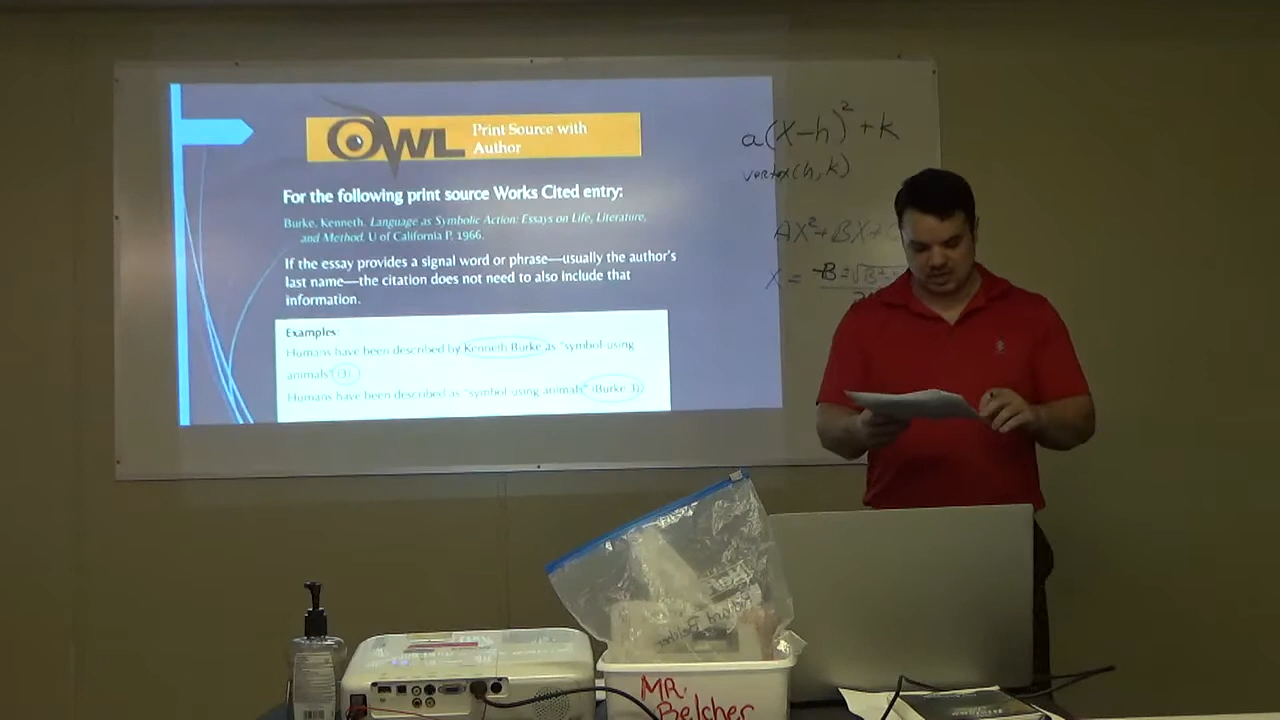 OWL
Print Source with
Author
For the following print source Works Cited entry:
Burke, Kenneth. Language as Symbolic Action: Essays on Life, Literature,
and Method. U of California P, 1966.
If the essay provides a signal word or phrase—usually the author's
last name—the citation does not need to also include that
information.
Examples:
Humans have been described by Kenneth Burke as "symbol-using
animals" (3).
Humans have been described as "symbol-using animals" (Burke 3).
a(x-h)²+k
vertex(h,k)
AX²+BX+
X = -B±√B²-
MR.
Belcher